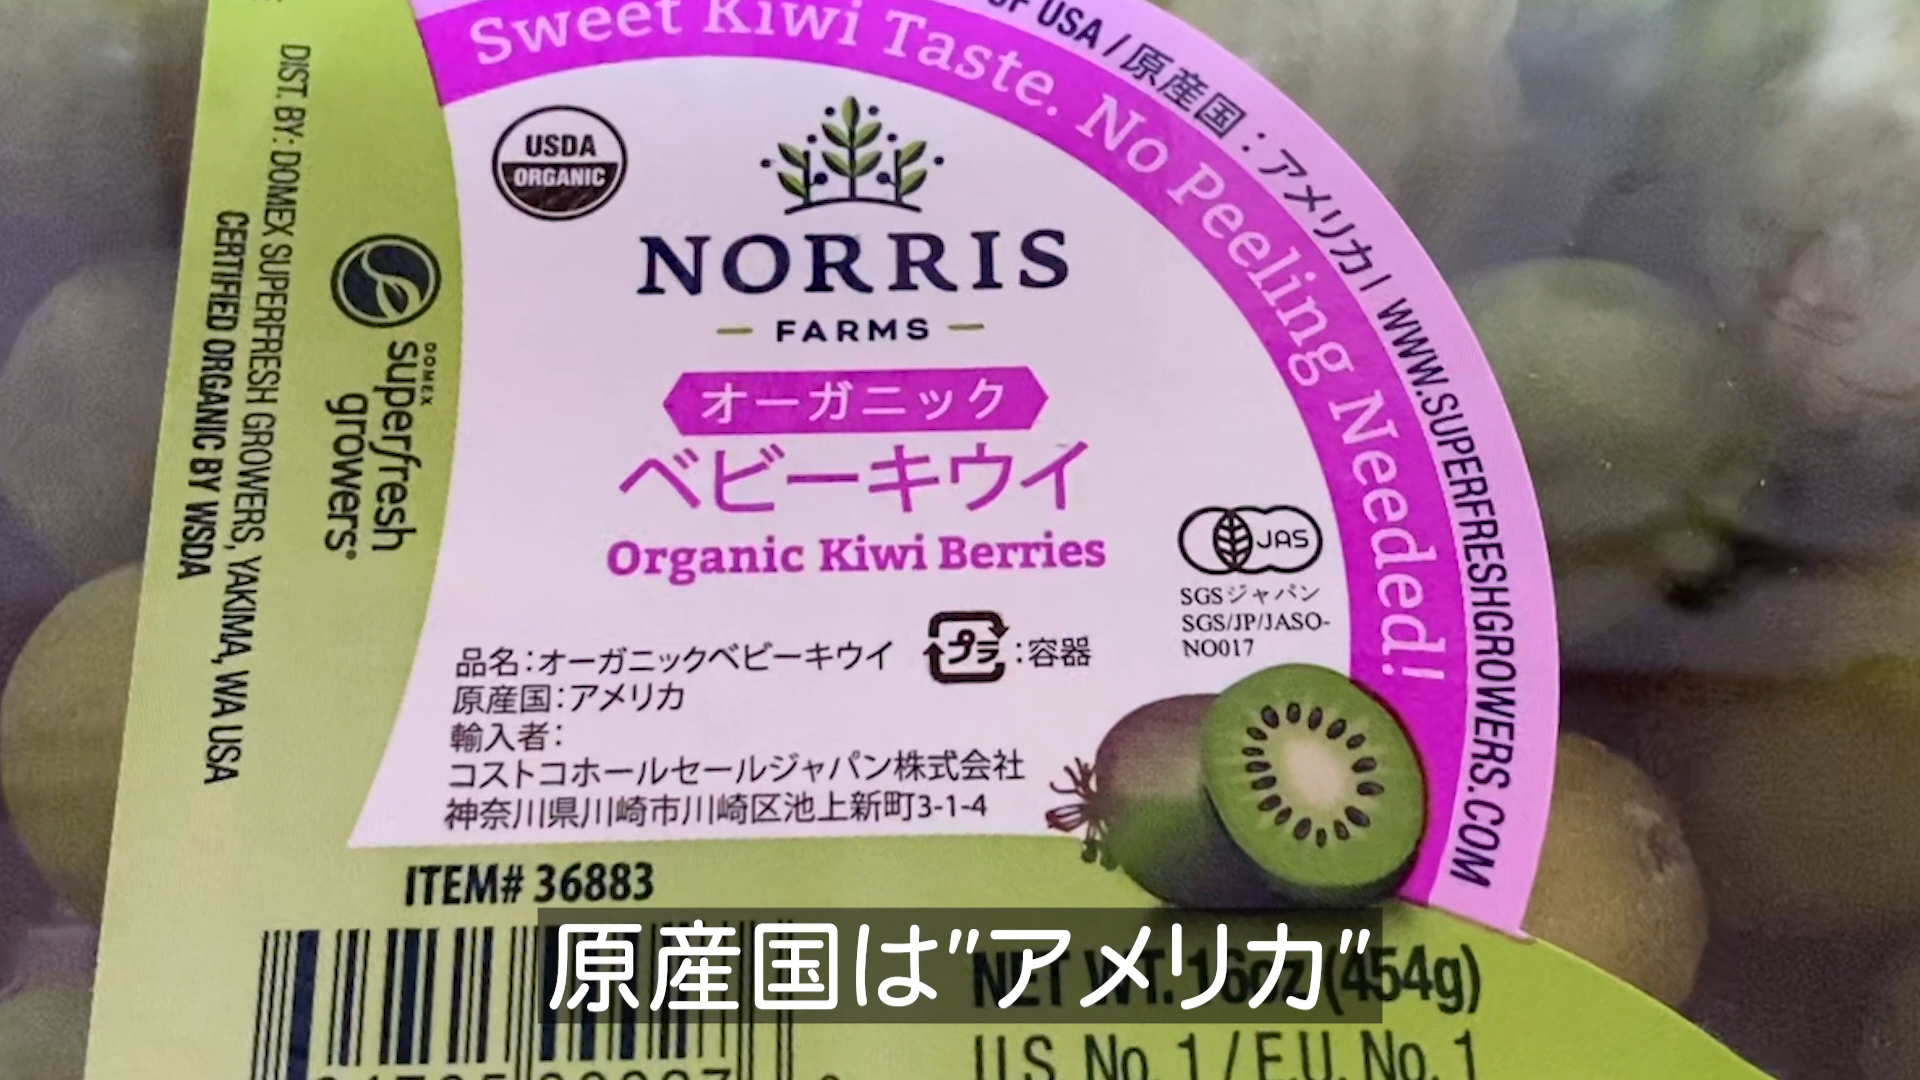 Sweet Kiwi Taste. No Peeling Needed!
OF USA / 原産国：アメリカ | WWW.SUPERFRESHGROWERS.COM
DIST. BY: DOMEX SUPERFRESH GROWERS, YAKIMA, WA USA
CERTIFIED ORGANIC BY WSDA
DOMEX
superfresh
growers®
USDA
ORGANIC
NORRIS
FARMS
オーガニック
ベビーキウイ
Organic Kiwi Berries
JAS
SGSジャパン
SGS/JP/JASO-
NO017
品名：オーガニックベビーキウイ
プラ：容器
原産国：アメリカ
輸入者：
コストコホールセールジャパン株式会社
神奈川県川崎市川崎区池上新町3-1-4
ITEM# 36883
NET WT. 16oz (454g)
U.S. No. 1 / E.U. No. 1
原産国は"アメリカ"